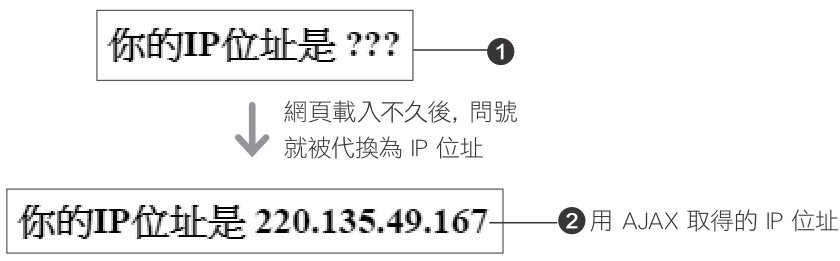 你的IP位址是 ???
❶
網頁載入不久後, 問號
就被代換為 IP 位址
你的IP位址是 220.135.49.167
❷ 用 AJAX 取得的 IP 位址